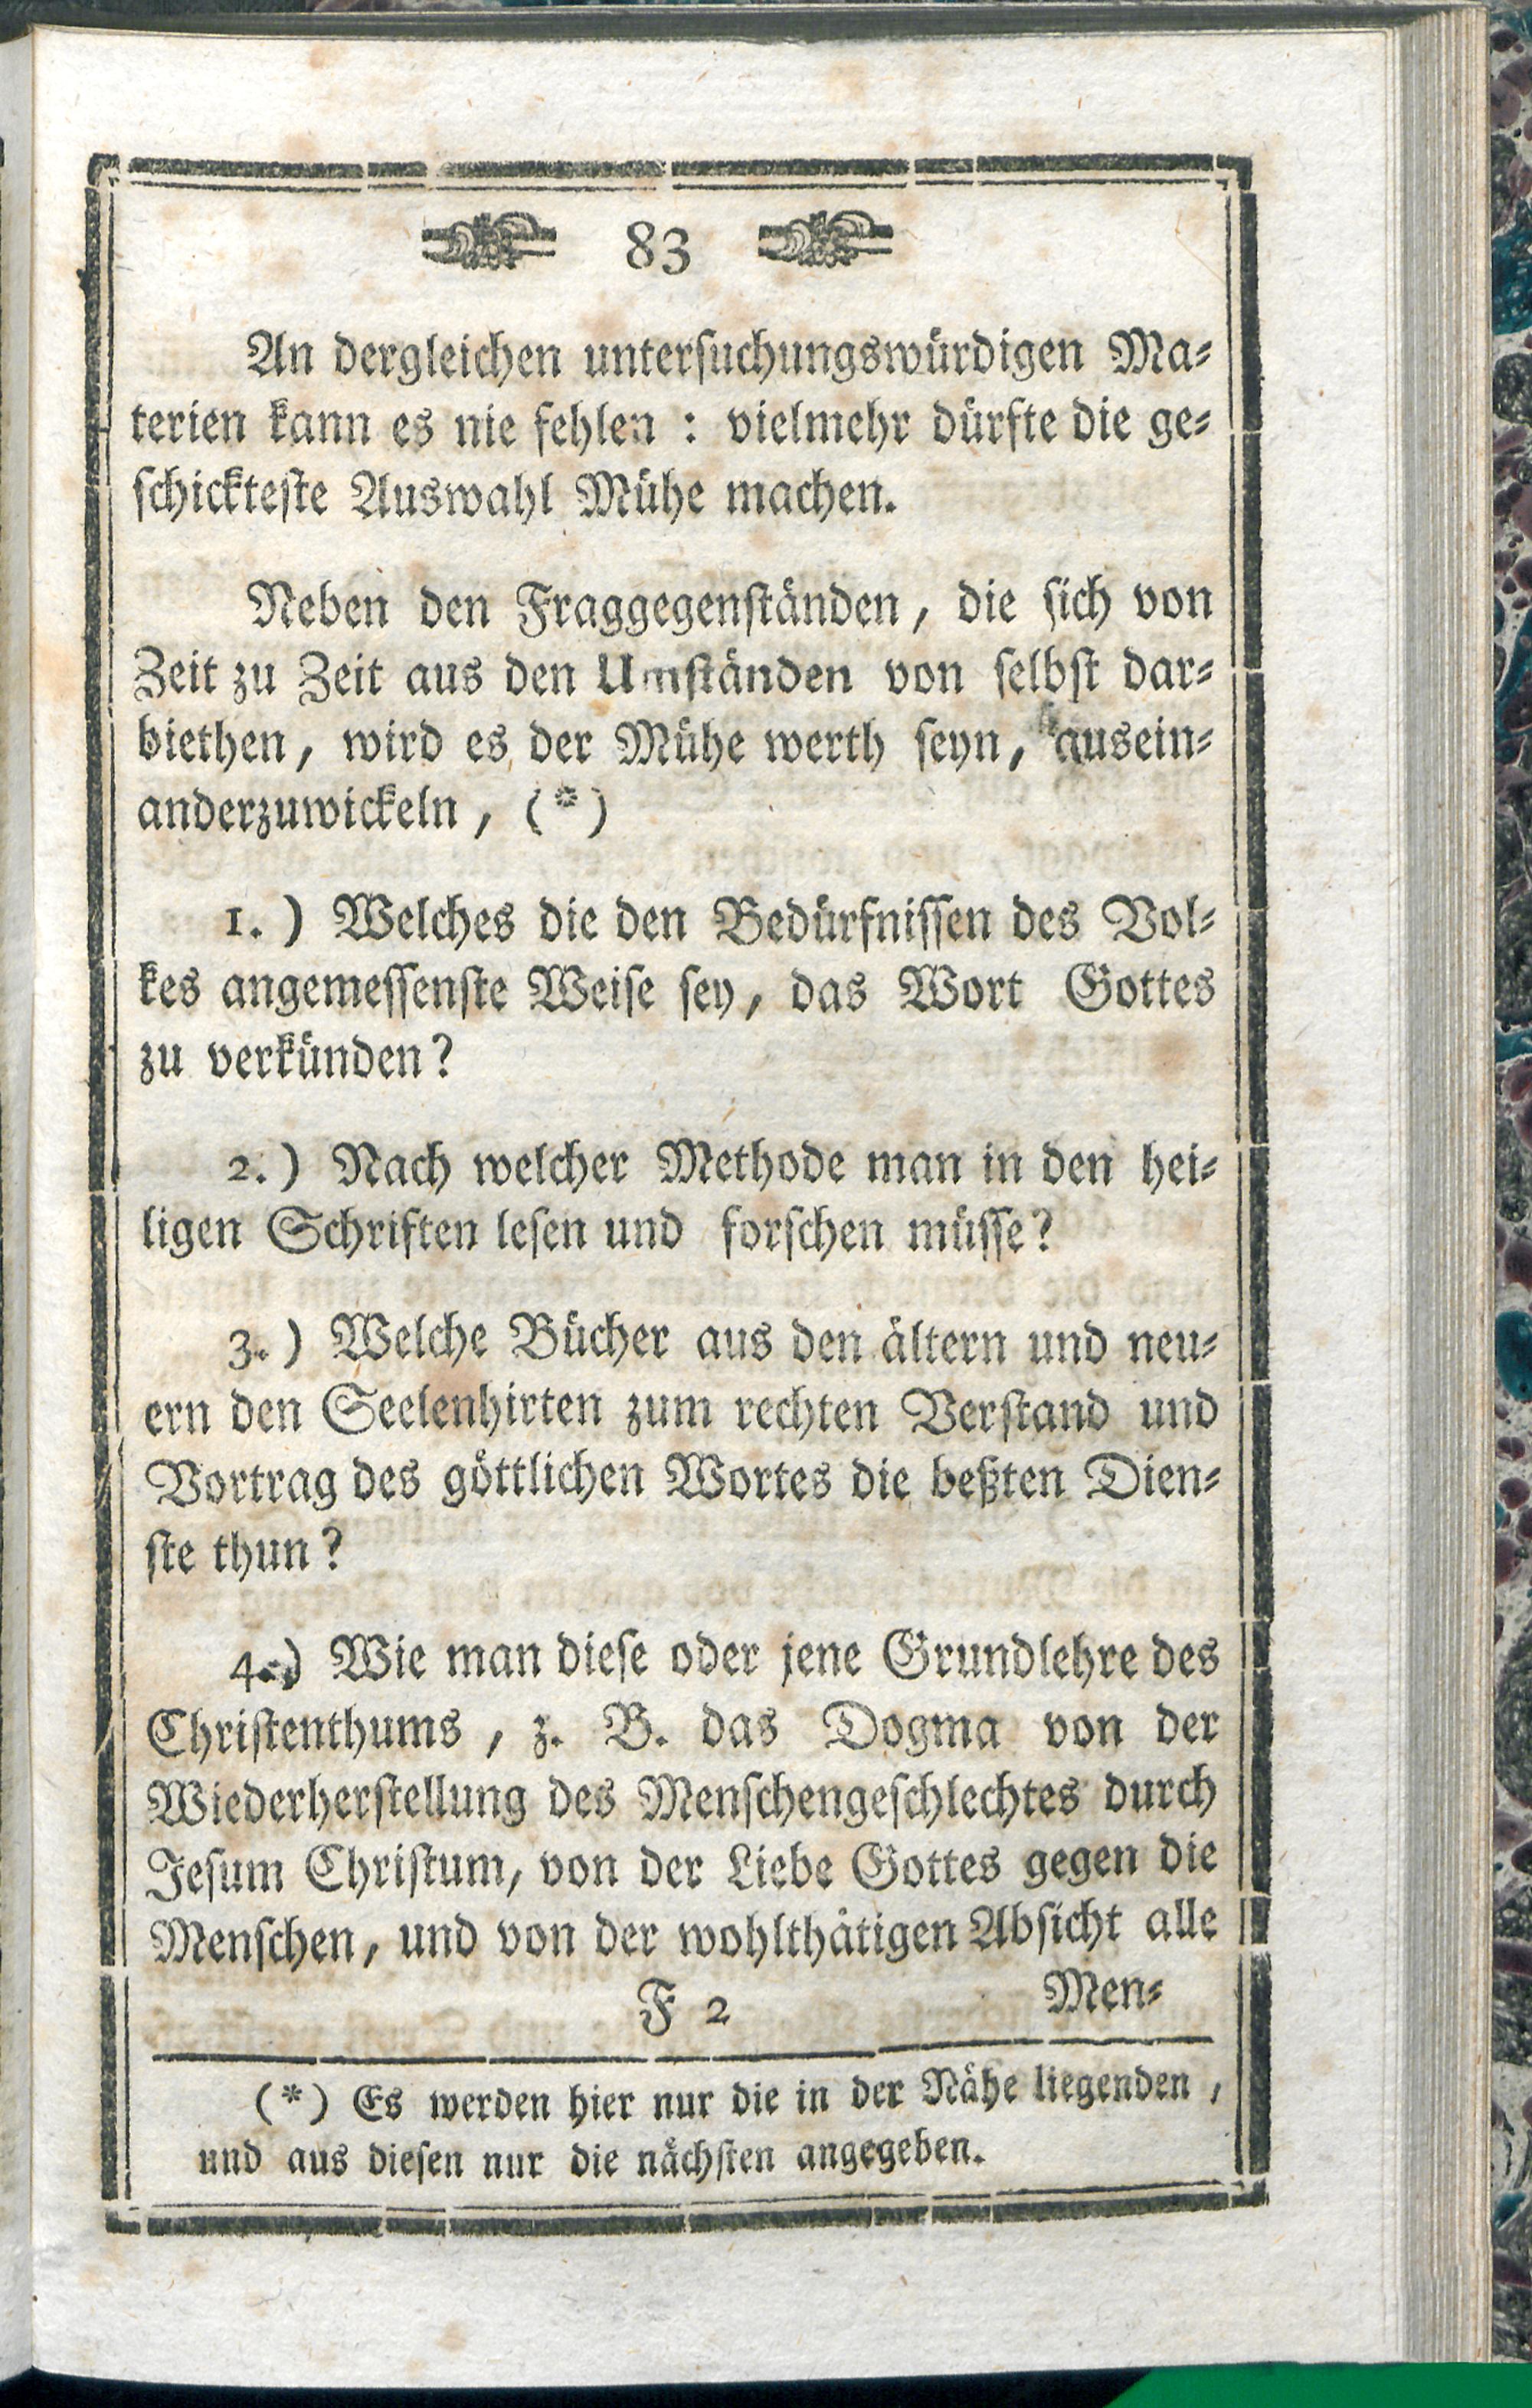 83
An dergleichen untersuchungswürdigen Ma-
terien kann es nie fehlen : vielmehr dürfte die ge-
schickteste Auswahl Mühe machen.
Neben den Fraggegenständen, die sich von
Zeit zu Zeit aus den Umständen von selbst dar-
biethen, wird es der Mühe werth seyn, ausein-
anderzuwickeln, (*)
1.) Welches die den Bedürfnissen des Vol-
kes angemessenste Weise sey, das Wort Gottes
zu verkünden?
2.) Nach welcher Methode man in den hei-
ligen Schriften lesen und forschen müsse?
3.) Welche Bücher aus den ältern und neu-
ern den Seelenhirten zum rechten Verstand und
Vortrag des göttlichen Wortes die beßten Dien-
ste thun?
4.) Wie man diese oder jene Grundlehre des
Christenthums, z. B. das Dogma von der
Wiederherstellung des Menschengeschlechtes durch
Jesum Christum, von der Liebe Gottes gegen die
Menschen, und von der wohlthätigen Absicht alle
F 2 Men-
(*) Es werden hier nur die in der Nähe liegenden,
und aus diesen nur die nächsten angegeben.